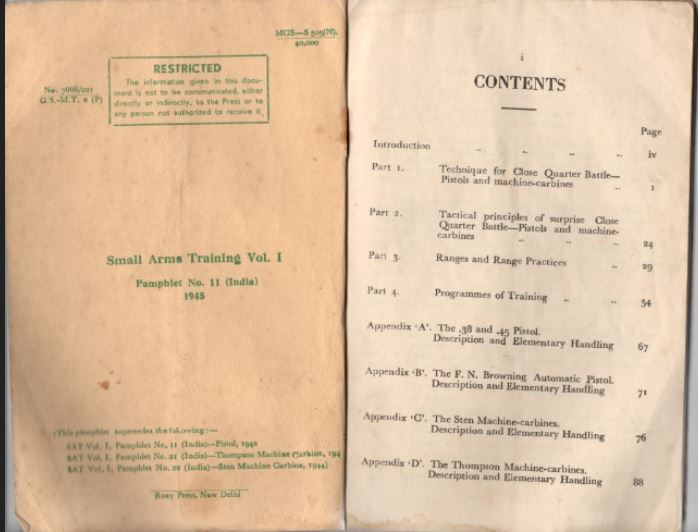 MGS—S 505(N).
40,000
No. 7006/221
G.S.-M.T. 2 (P)
RESTRICTED
The information given in this docu-
ment is not to be communicated, either
directly or indirectly, to the Press or to
any person not authorized to receive it.
Small Arms Training Vol. I
Pamphlet No. 11 (India)
1945
(This pamphlet supersedes the following :—
SAT Vol. I, Pamphlet No. 11 (India)—Pistol, 1942
SAT Vol. I, Pamphlet No. 21 (India)—Thompson Machine Carbine, 194
SAT Vol. I, Pamphlet No. 22 (India)—Sten Machine Carbine, 1944)
Roxy Press, New Delhi
i
CONTENTS
Page
Introduction .. .. .. .. iv
Part 1. Technique for Close Quarter Battle—
Pistols and machine-carbines .. 1
Part 2. Tactical principles of surprise Close
Quarter Battle—Pistols and machine-
carbines .. .. .. 24
Part 3. Ranges and Range Practices .. 29
Part 4. Programmes of Training .. .. 54
Appendix 'A'. The .38 and .45 Pistol.
Description and Elementary Handling 67
Appendix 'B'. The F. N. Browning Automatic Pistol.
Description and Elementary Handling 71
Appendix 'C'. The Sten Machine-carbines.
Description and Elementary Handling 76
Appendix 'D'. The Thompson Machine-carbines.
Description and Elementary Handling 88